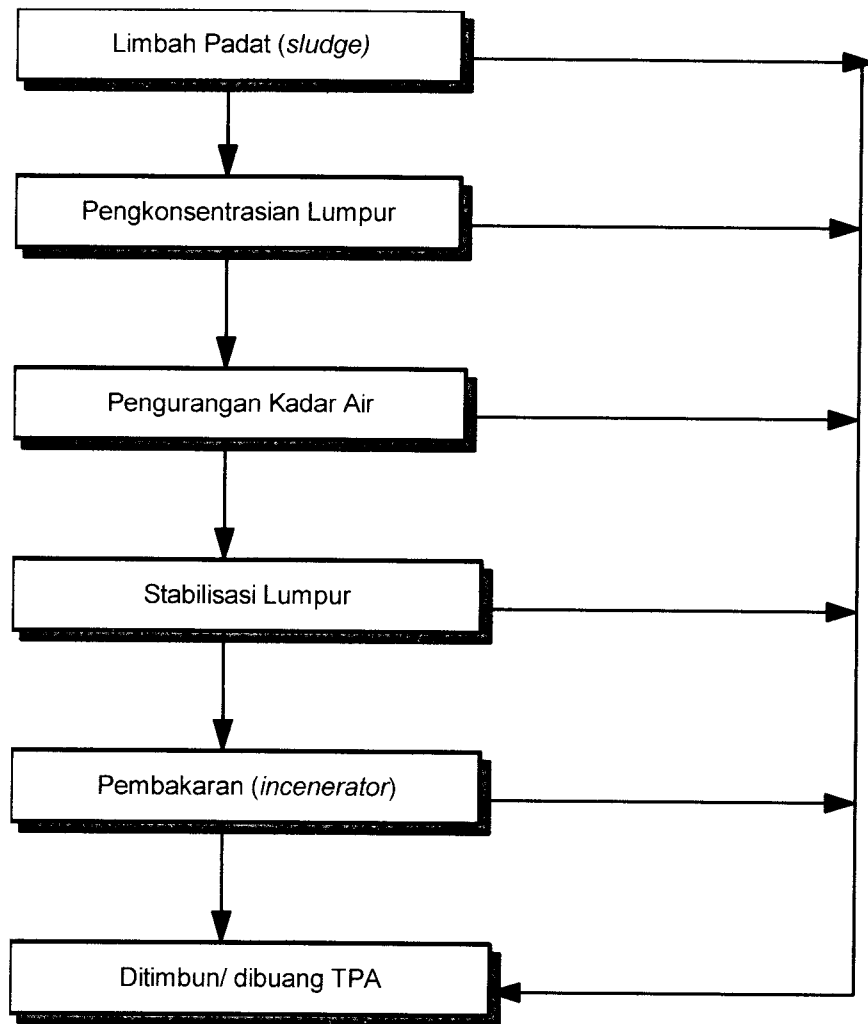 Limbah Padat (sludge)
Pengkonsentrasian Lumpur
Pengurangan Kadar Air
Stabilisasi Lumpur
Pembakaran (incenerator)
Ditimbun/ dibuang TPA